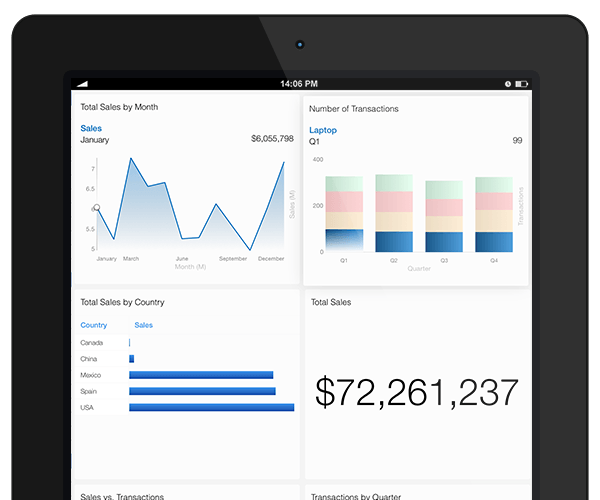 14:06 PM
Total Sales by Month
Sales
January
$6,055,798
7
6.5
6
5.5
5
Sales (M)
January March June September December
Month (M)
Number of Transactions
Laptop
Q1
99
400
200
0
Transactions
Q1 Q2 Q3 Q4
Quarter
Total Sales by Country
Country Sales
Canada
China
Mexico
Spain
USA
Total Sales
$72,261,237
Sales vs. Transactions
Transactions by Quarter